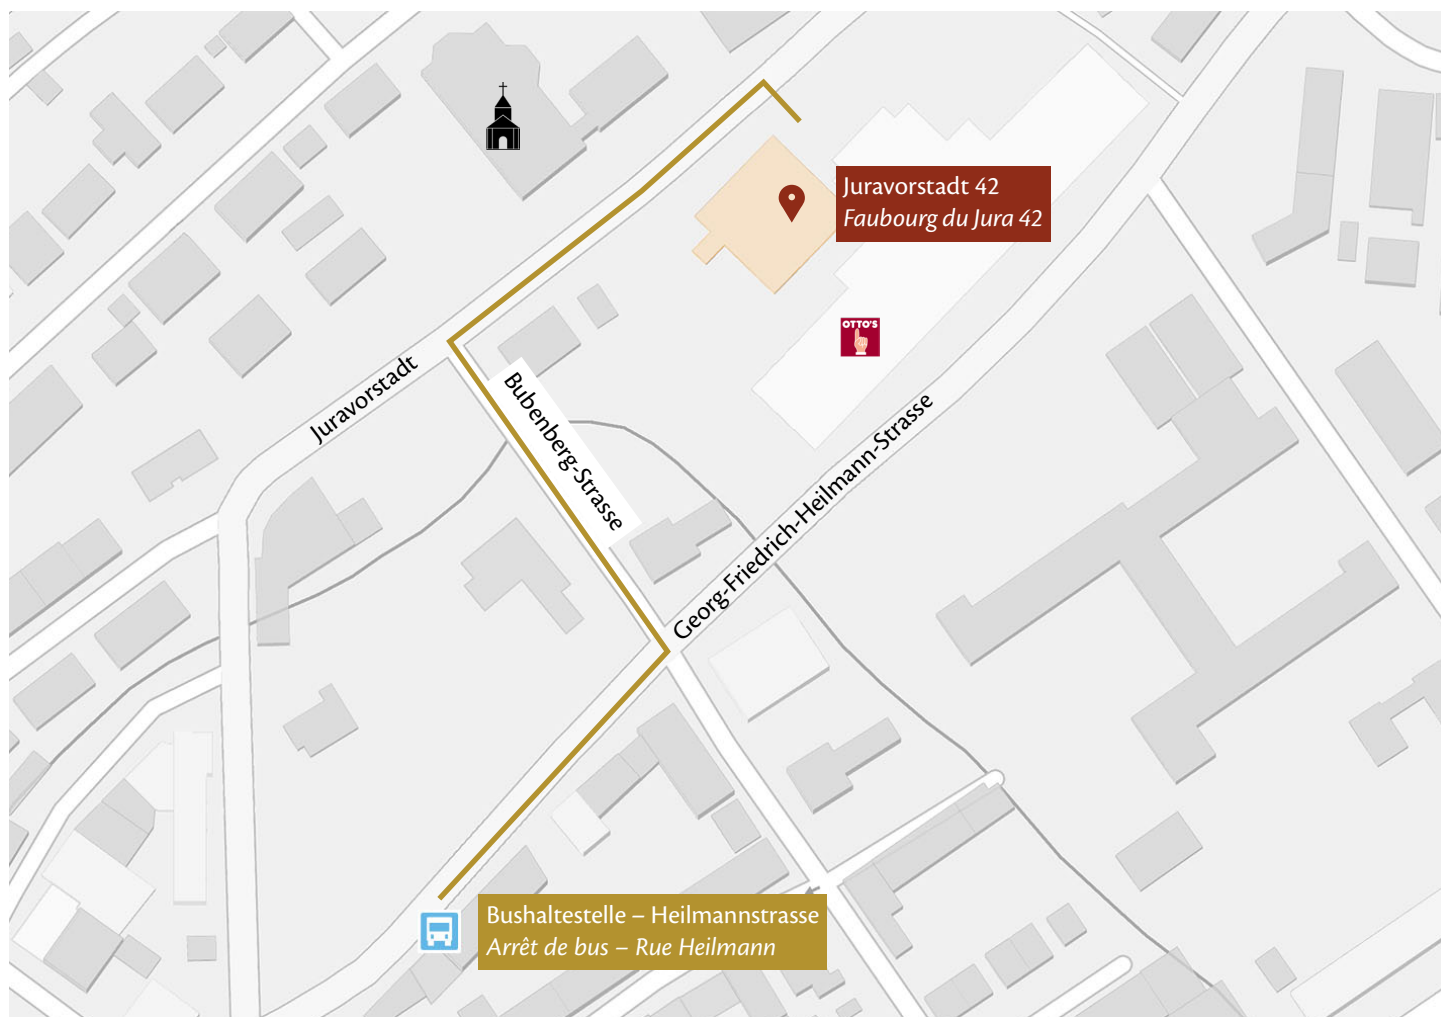 Juravorstadt 42
Faubourg du Jura 42
OTTO'S
Juravorstadt
Bubenberg-Strasse
Georg-Friedrich-Heilmann-Strasse
Bushaltestelle – Heilmannstrasse
Arrêt de bus – Rue Heilmann